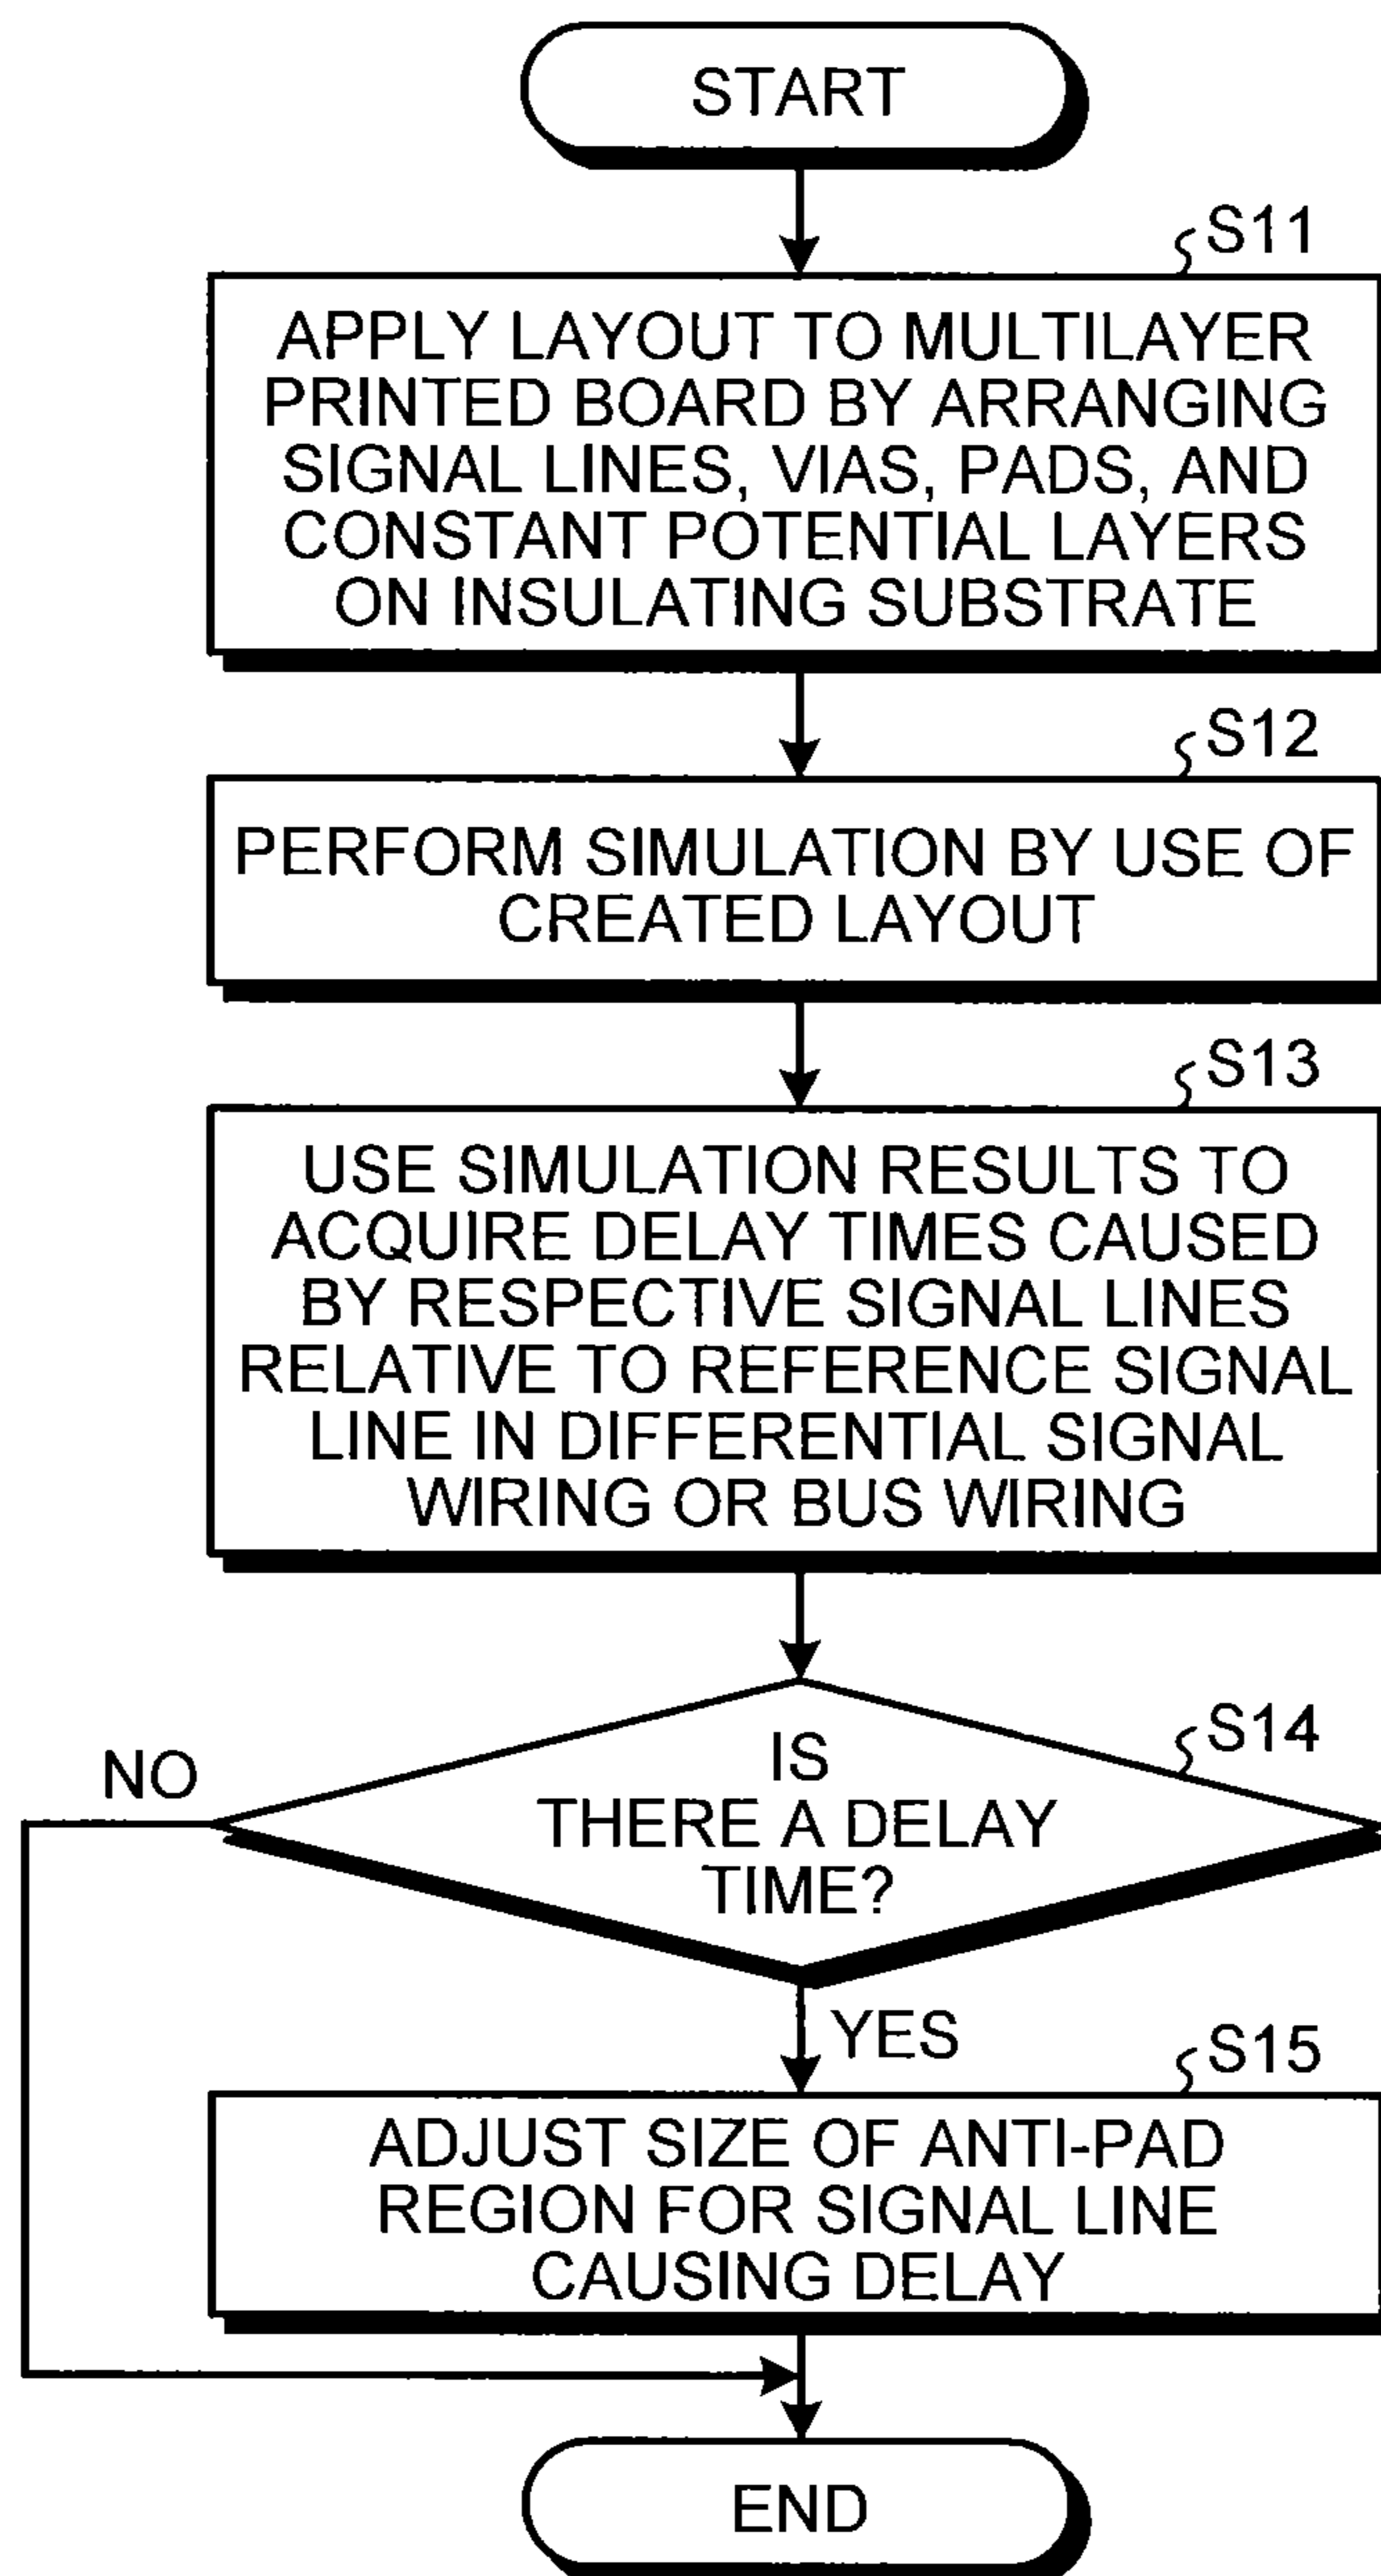 START
S11
APPLY LAYOUT TO MULTILAYER
PRINTED BOARD BY ARRANGING
SIGNAL LINES, VIAS, PADS, AND
CONSTANT POTENTIAL LAYERS
ON INSULATING SUBSTRATE
S12
PERFORM SIMULATION BY USE OF
CREATED LAYOUT
S13
USE SIMULATION RESULTS TO
ACQUIRE DELAY TIMES CAUSED
BY RESPECTIVE SIGNAL LINES
RELATIVE TO REFERENCE SIGNAL
LINE IN DIFFERENTIAL SIGNAL
WIRING OR BUS WIRING
S14
NO
IS
THERE A DELAY
TIME?
YES
S15
ADJUST SIZE OF ANTI-PAD
REGION FOR SIGNAL LINE
CAUSING DELAY
END